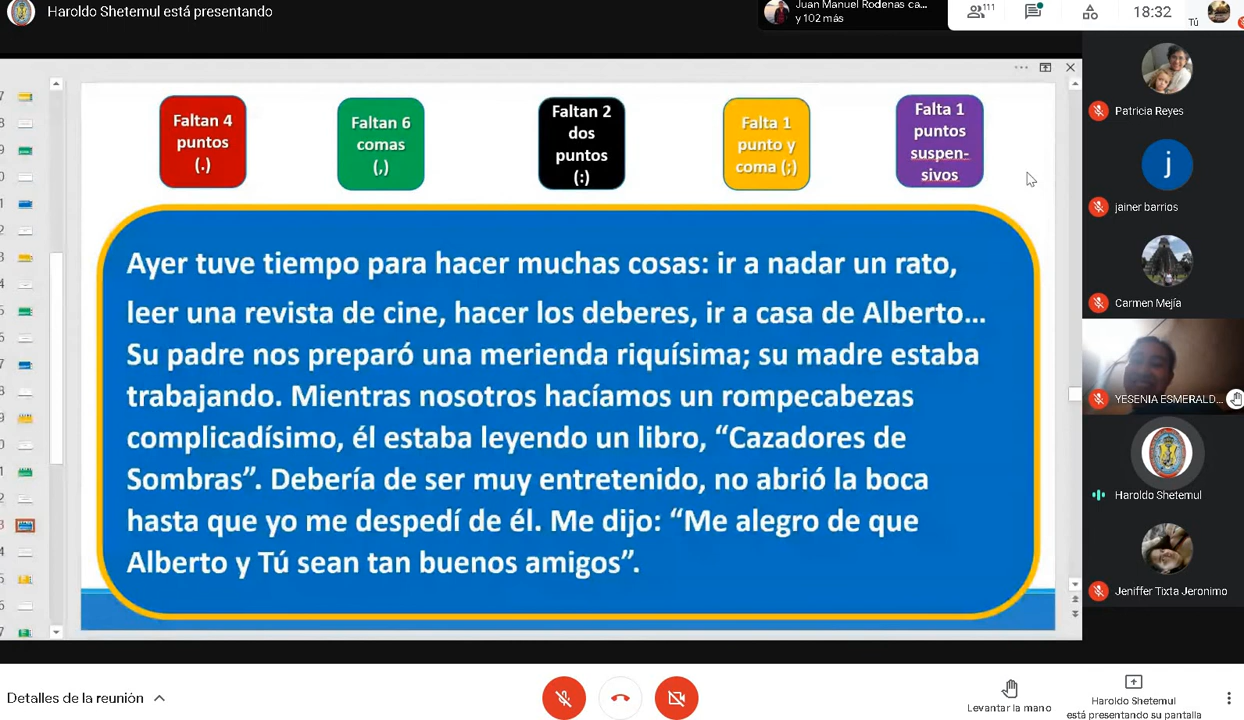 Haroldo Shetemul está presentando
Juan Manuel Rodenas ca...
y 102 más
111
18:32
Tú
Faltan 4
puntos
(.)
Faltan 6
comas
(,)
Faltan 2
dos
puntos
(:)
Falta 1
punto y
coma (;)
Falta 1
puntos
suspen-
sivos
Ayer tuve tiempo para hacer muchas cosas: ir a nadar un rato,
leer una revista de cine, hacer los deberes, ir a casa de Alberto...
Su padre nos preparó una merienda riquísima; su madre estaba
trabajando. Mientras nosotros hacíamos un rompecabezas
complicadísimo, él estaba leyendo un libro, “Cazadores de
Sombras”. Debería de ser muy entretenido, no abrió la boca
hasta que yo me despedí de él. Me dijo: “Me alegro de que
Alberto y Tú sean tan buenos amigos”.
Patricia Reyes
j
jainer barrios
Carmen Mejía
YESENIA ESMERALD...
Haroldo Shetemul
Jeniffer Tixta Jeronimo
Detalles de la reunión
Levantar la mano
Haroldo Shetemul
está presentando su pantalla